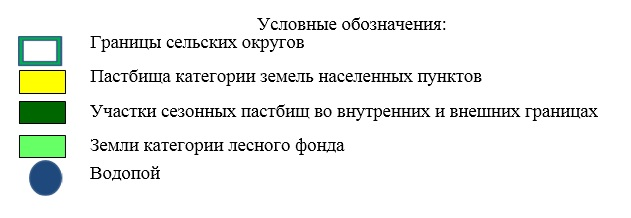 Условные обозначения:
Границы сельских округов
Пастбища категории земель населенных пунктов
Участки сезонных пастбищ во внутренних и внешних границах
Земли категории лесного фонда
Водопой